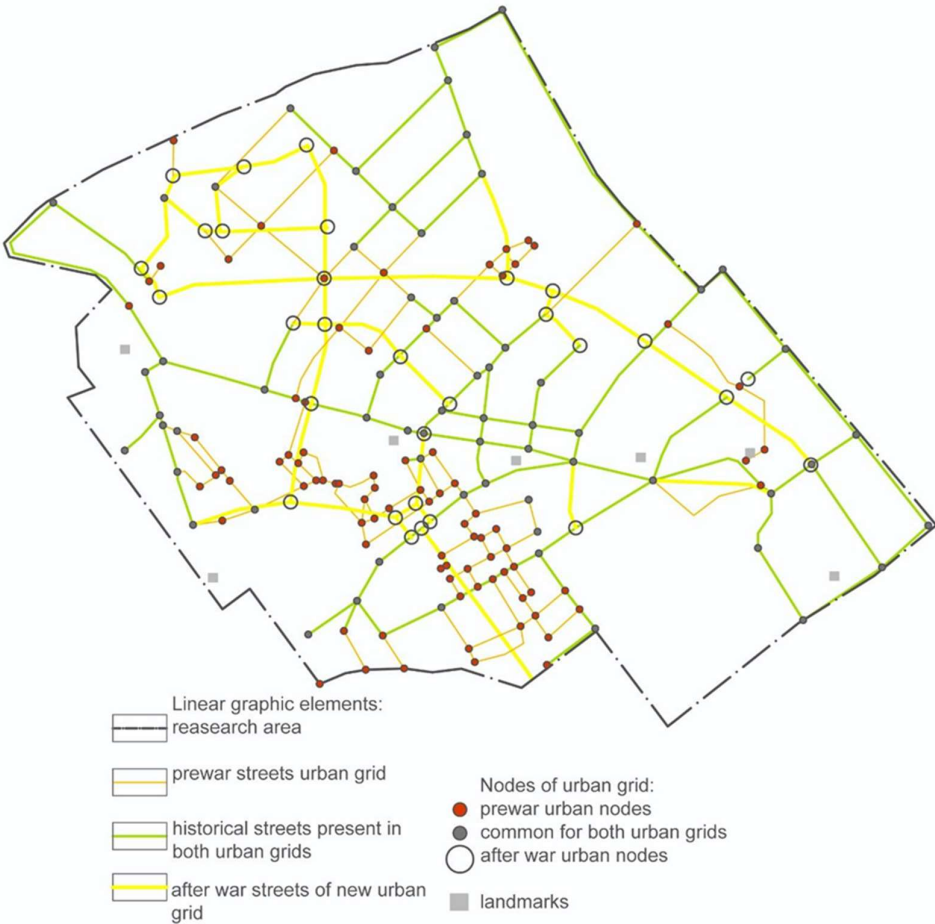 Linear graphic elements:
reasearch area
prewar streets urban grid
historical streets present in
both urban grids
after war streets of new urban
grid
Nodes of urban grid:
prewar urban nodes
common for both urban grids
after war urban nodes
landmarks